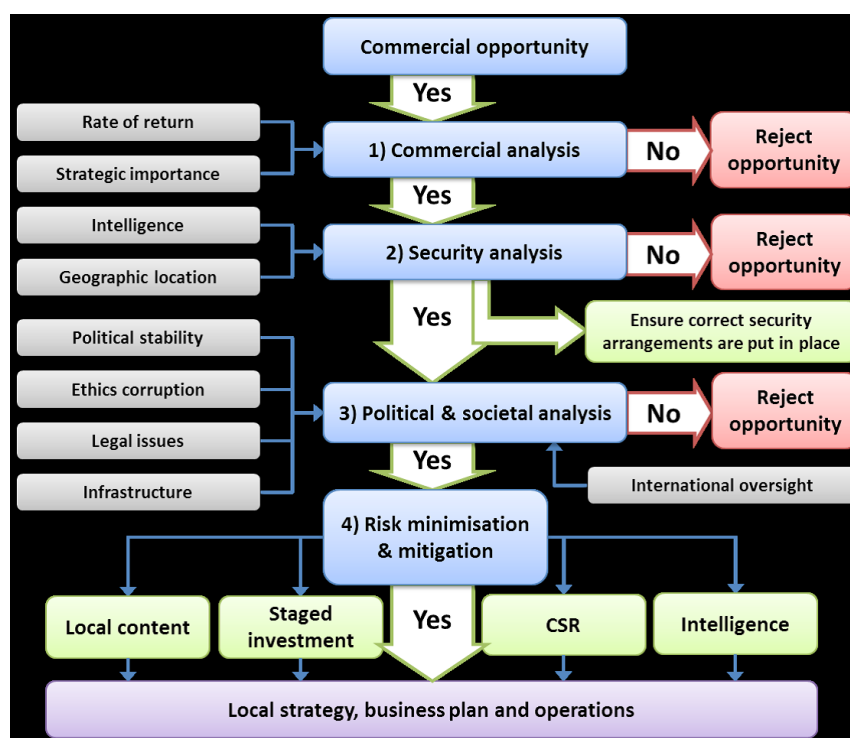 Commercial opportunity
Yes
Rate of return
Strategic importance
1) Commercial analysis
No
Reject
opportunity
Yes
Intelligence
Geographic location
2) Security analysis
No
Reject
opportunity
Yes
Ensure correct security
arrangements are put in place
Political stability
Ethics corruption
Legal issues
Infrastructure
3) Political & societal analysis
No
Reject
opportunity
Yes
International oversight
4) Risk minimisation
& mitigation
Local content
Staged
investment
Yes
CSR
Intelligence
Local strategy, business plan and operations